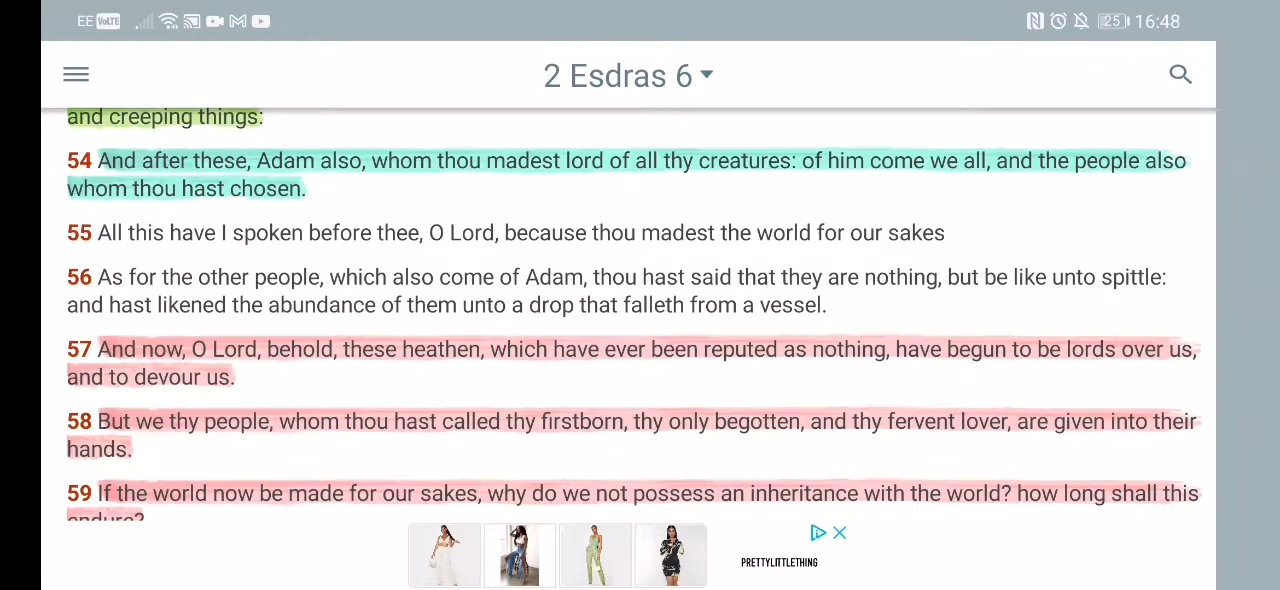 EE VoLTE 25 16:48
2 Esdras 6
and creeping things:
54 And after these, Adam also, whom thou madest lord of all thy creatures: of him come we all, and the people also
whom thou hast chosen.
55 All this have I spoken before thee, O Lord, because thou madest the world for our sakes
56 As for the other people, which also come of Adam, thou hast said that they are nothing, but be like unto spittle:
and hast likened the abundance of them unto a drop that falleth from a vessel.
57 And now, O Lord, behold, these heathen, which have ever been reputed as nothing, have begun to be lords over us,
and to devour us.
58 But we thy people, whom thou hast called thy firstborn, thy only begotten, and thy fervent lover, are given into their
hands.
59 If the world now be made for our sakes, why do we not possess an inheritance with the world? how long shall this
endure?
PRETTYLITTLETHING